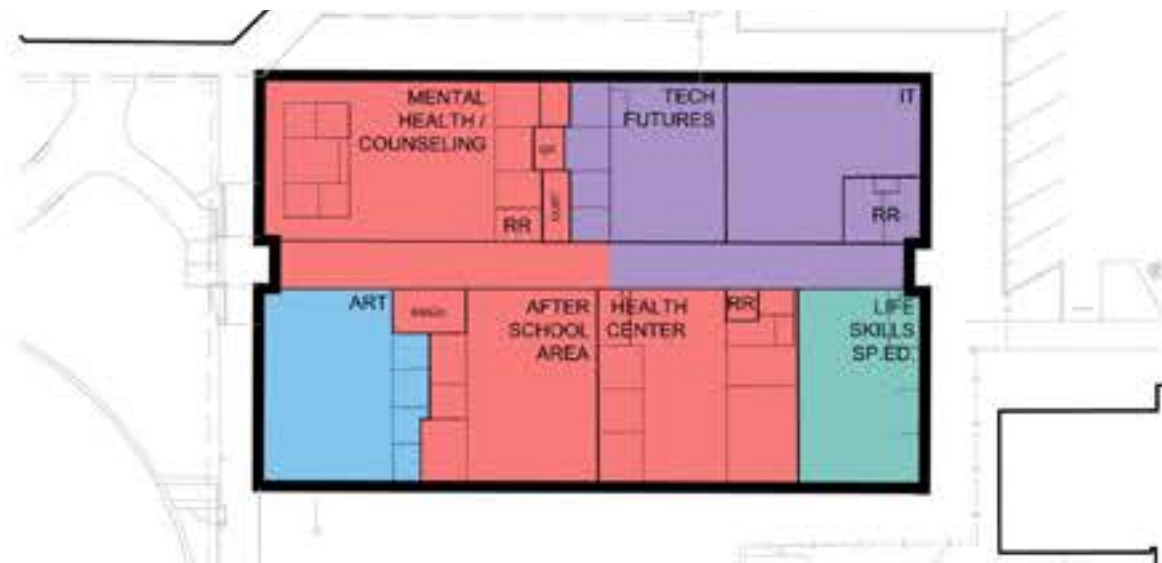 MENTAL
HEALTH /
COUNSELING
TECH
FUTURES
IT
RR
RR
ART
AFTER
SCHOOL
AREA
HEALTH
CENTER
RR
LIFE
SKILLS
SP.ED.